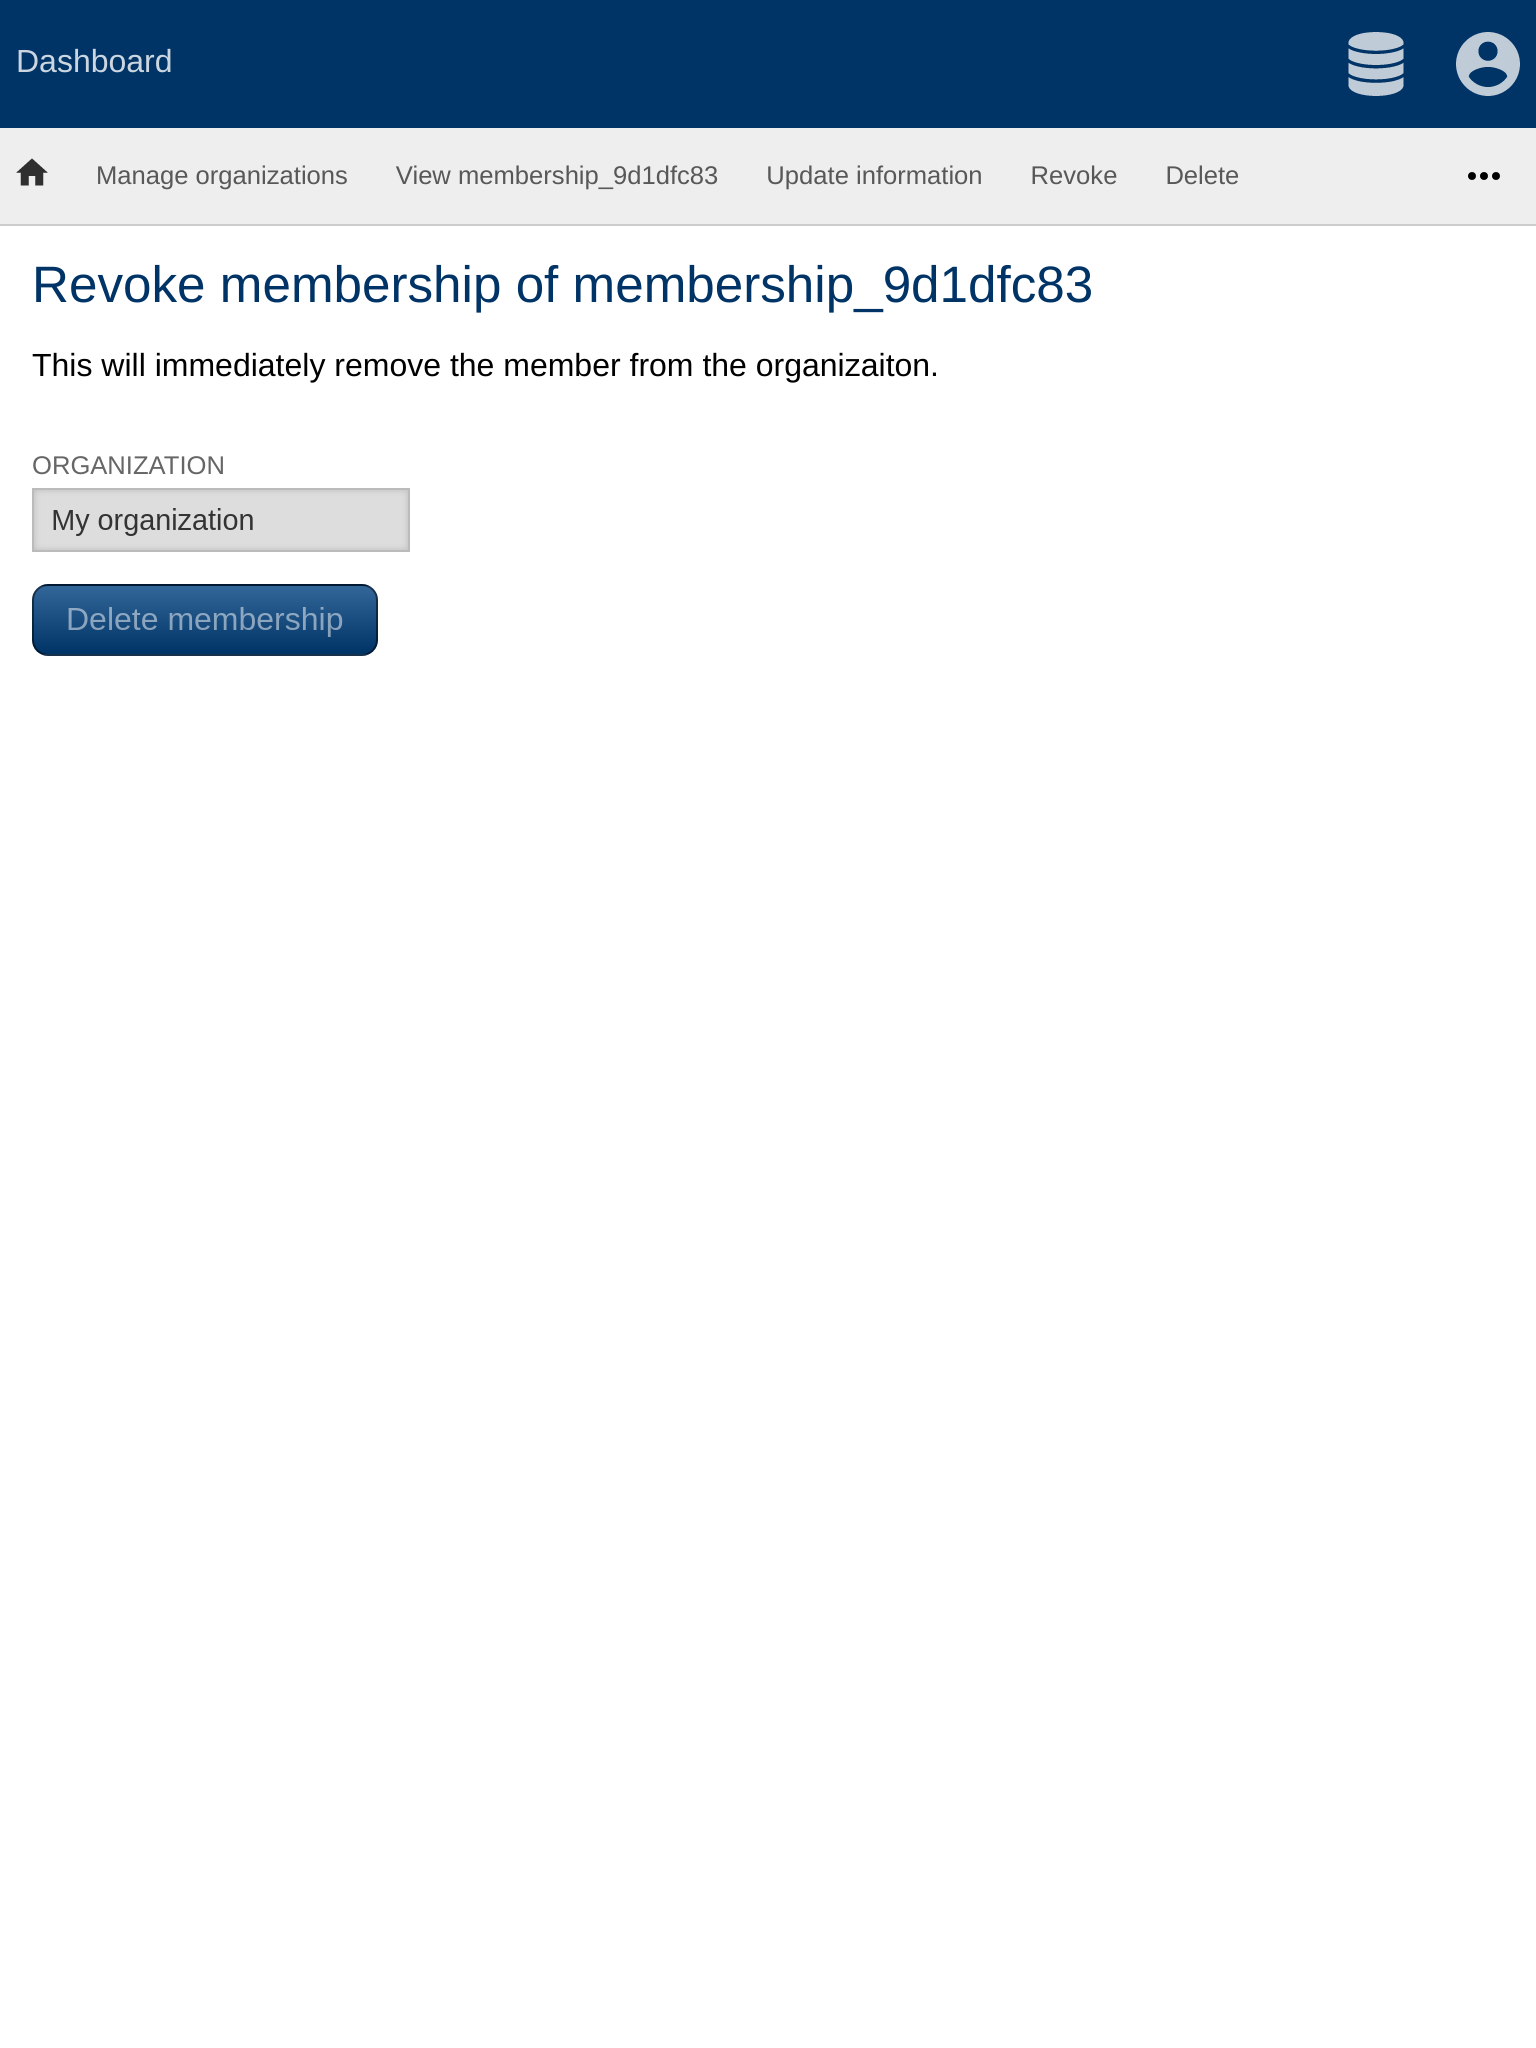 Dashboard
Manage organizations View membership_9d1dfc83 Update information Revoke Delete
Revoke membership of membership_9d1dfc83
This will immediately remove the member from the organizaiton.
ORGANIZATION
My organization
Delete membership